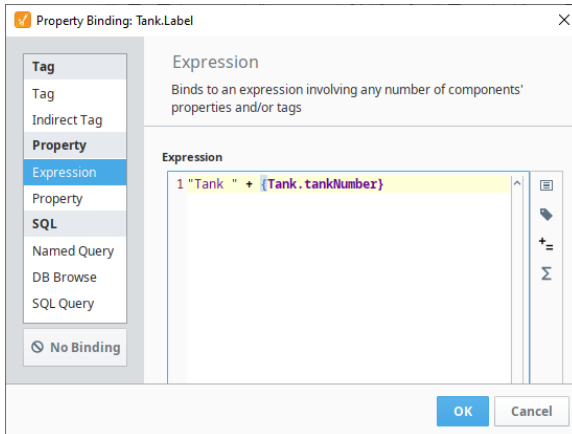 Property Binding: Tank.Label
Tag
Tag
Indirect Tag
Property
Expression
Property
SQL
Named Query
DB Browse
SQL Query
No Binding
Expression
Binds to an expression involving any number of components'
properties and/or tags
Expression
1 "Tank " + {Tank.tankNumber}
OK
Cancel